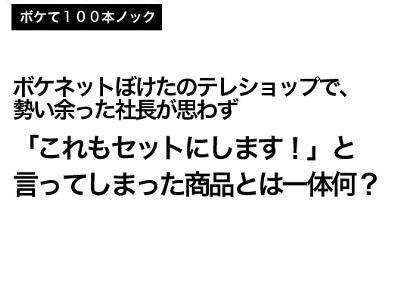 ボケて１００本ノック
ボケネットぼけたのテレショップで、
勢い余った社長が思わず
「これもセットにします！」と
言ってしまった商品とは一体何？